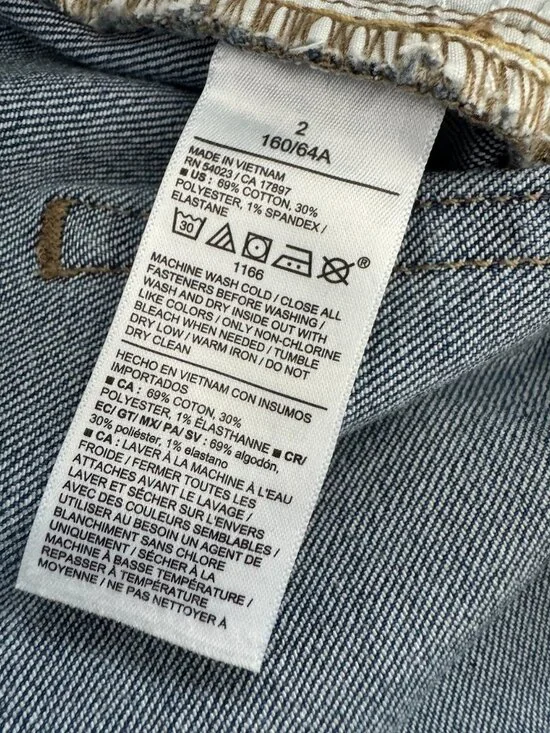 2
160/64A
MADE IN VIETNAM
RN 54023 / CA 17897
■ US : 69% COTTON, 30%
POLYESTER, 1% SPANDEX /
ELASTANE
30
®
1166
MACHINE WASH COLD / CLOSE ALL
FASTENERS BEFORE WASHING /
WASH AND DRY INSIDE OUT WITH
LIKE COLORS / ONLY NON-CHLORINE
BLEACH WHEN NEEDED / TUMBLE
DRY LOW / WARM IRON / DO NOT
DRY CLEAN
HECHO EN VIETNAM CON INSUMOS
IMPORTADOS
■ CA : 69% COTON, 30%
POLYESTER, 1% ÉLASTHANNE ■ CR/
EC/ GT/ MX/ PA/ SV : 69% algodón,
30% poliéster, 1% elastano
■ CA : LAVER À LA MACHINE À L'EAU
FROIDE / FERMER TOUTES LES
ATTACHES AVANT LE LAVAGE /
LAVER ET SÉCHER SUR L'ENVERS
AVEC DES COULEURS SEMBLABLES /
UTILISER AU BESOIN UN AGENT DE
BLANCHIMENT SANS CHLORE
UNIQUEMENT / SÉCHER À LA
MACHINE À BASSE TEMPÉRATURE /
REPASSER À TEMPÉRATURE
MOYENNE / NE PAS NETTOYER À